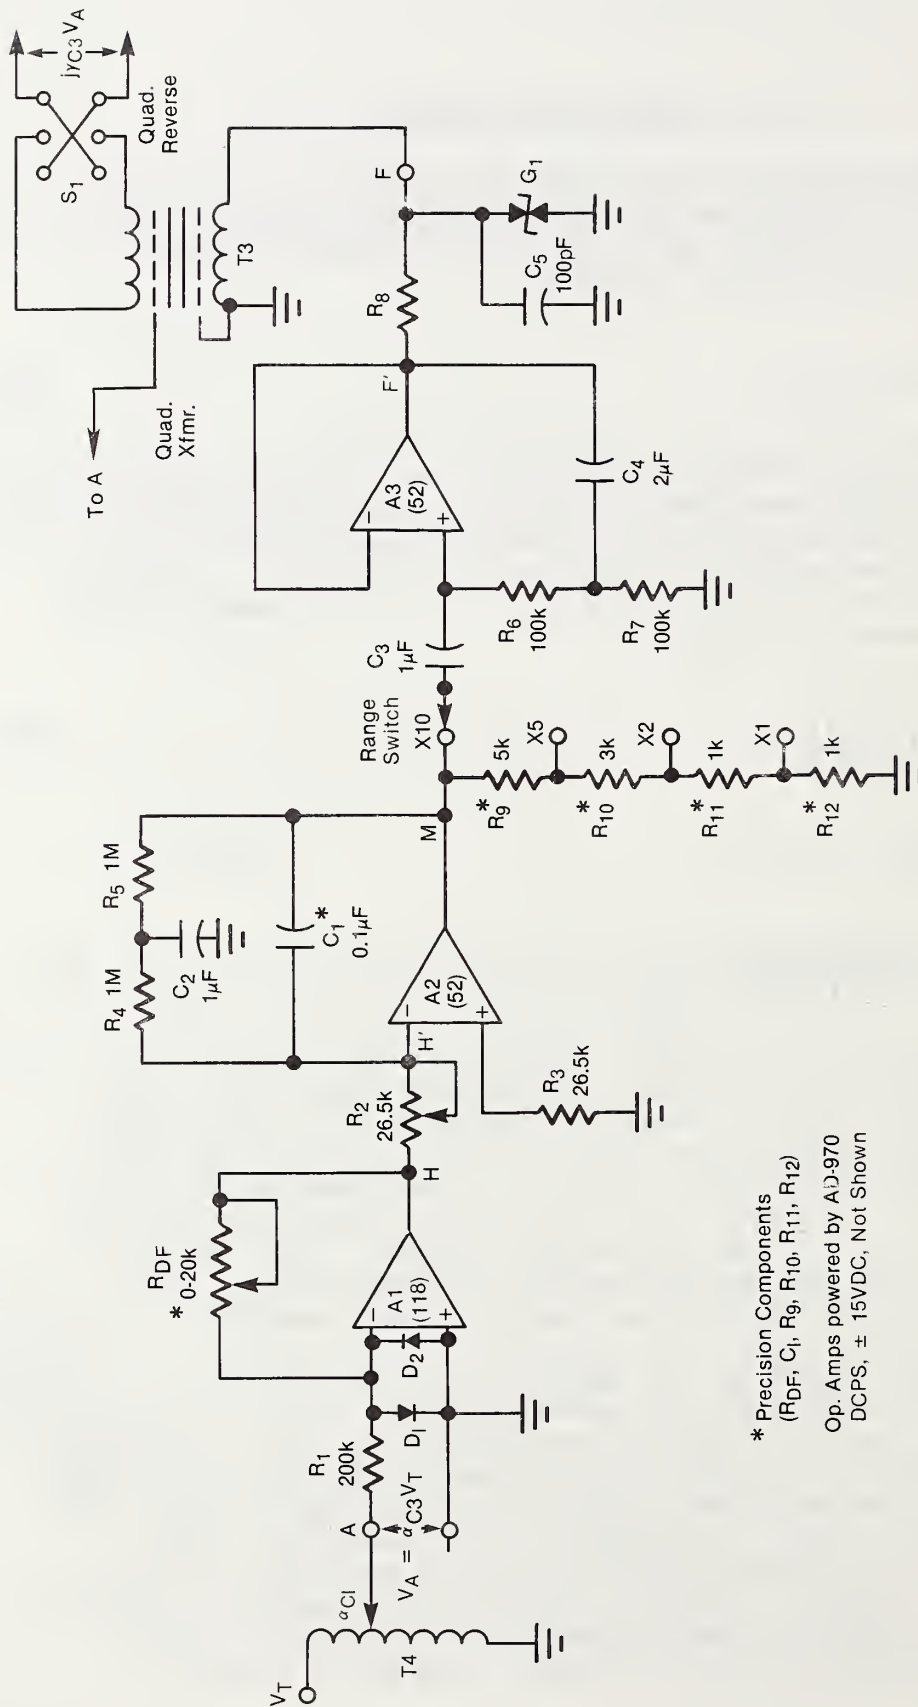 VT
αCl
T4
A
VA = αC3VT
R1
200k
D1
D2
RDF
* 0-20k
−
A1
(118)
+
H
R2
26.5k
H'
R3
26.5k
R4 1M
R5 1M
C2
1µF
C1*
0.1µF
−
A2
(52)
+
M
Range
Switch
X10
*
R9
5k
X5
*
R10
3k
X2
*
R11
1k
X1
*
R12
1k
C3
1µF
R6
100k
R7
100k
−
A3
(52)
+
F'
C4
2µF
R8
F
C5
100pF
G1
T3
Quad.
Xfmr.
To A
S1
Quad.
Reverse
jγC3VA
* Precision Components
(RDF, Cl, R9, R10, R11, R12)
Op. Amps powered by AD-970
DCPS, ± 15VDC, Not Shown